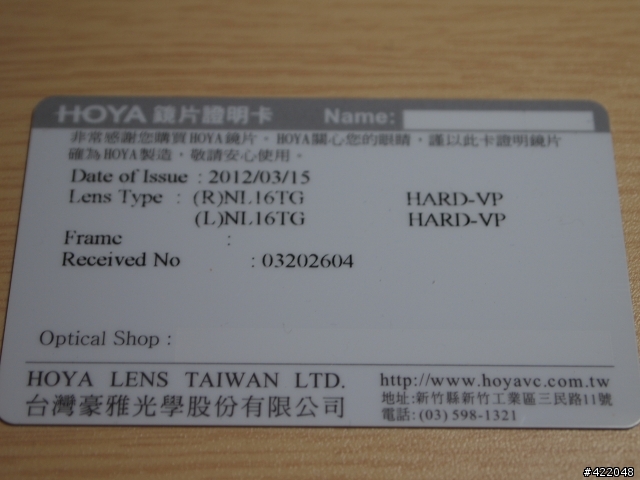 HOYA 鏡片證明卡 Name:
非常感謝您購買HOYA鏡片。HOYA關心您的眼睛，謹以此卡證明鏡片
確為HOYA製造，敬請安心使用。
Date of Issue : 2012/03/15
Lens Type : (R)NL16TG HARD-VP
(L)NL16TG HARD-VP
Frame :
Received No : 03202604
Optical Shop :
HOYA LENS TAIWAN LTD. http://www.hoyavc.com.tw
台灣豪雅光學股份有限公司 地址:新竹縣新竹工業區三民路11號
電話:(03) 598-1321
#422048